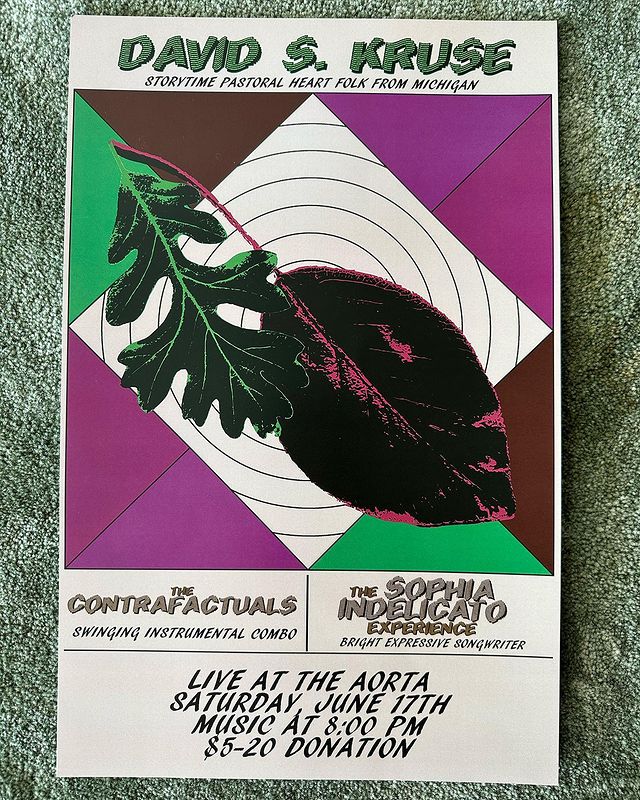 DAVID S. KRUSE
STORYTIME PASTORAL HEART FOLK FROM MICHIGAN
THE
CONTRAFACTUALS
SWINGING INSTRUMENTAL COMBO
THE SOPHIA
INDELICATO
EXPERIENCE
BRIGHT EXPRESSIVE SONGWRITER
LIVE AT THE AORTA
SATURDAY, JUNE 17TH
MUSIC AT 8:00 PM
$5-20 DONATION